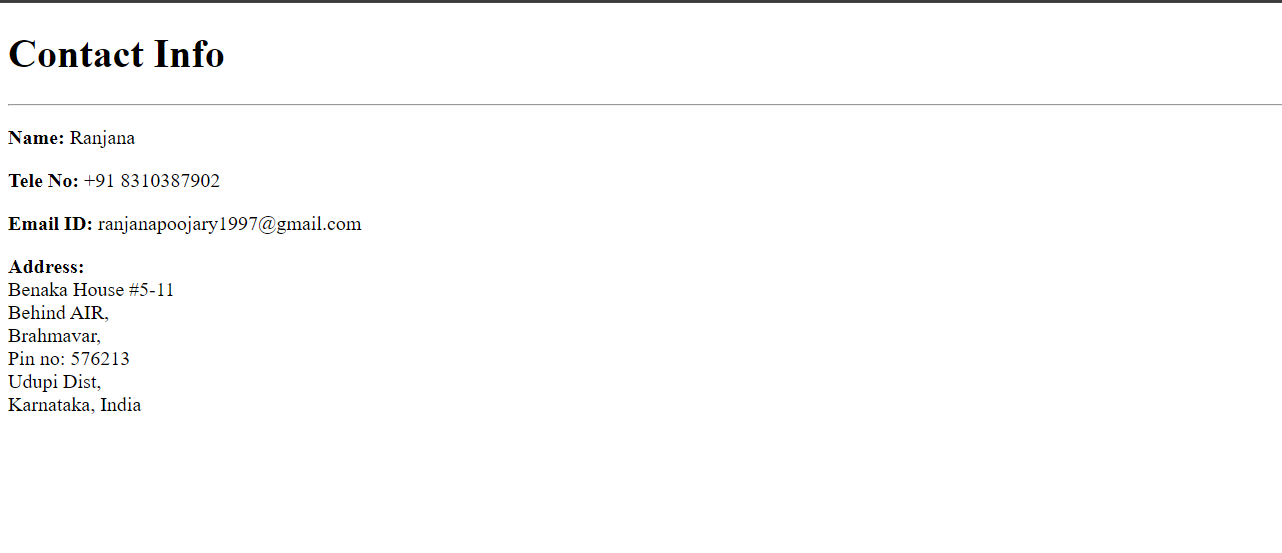 Contact Info
Name: Ranjana
Tele No: +91 8310387902
Email ID: ranjanapoojary1997@gmail.com
Address:
Benaka House #5-11
Behind AIR,
Brahmavar,
Pin no: 576213
Udupi Dist,
Karnataka, India